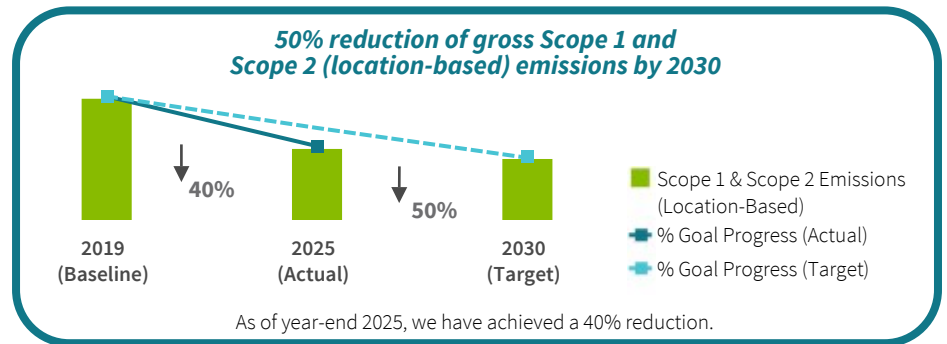 50% reduction of gross Scope 1 and
Scope 2 (location-based) emissions by 2030
40%
50%
2019
(Baseline)
2025
(Actual)
2030
(Target)
Scope 1 & Scope 2 Emissions
(Location-Based)
% Goal Progress (Actual)
% Goal Progress (Target)
As of year-end 2025, we have achieved a 40% reduction.